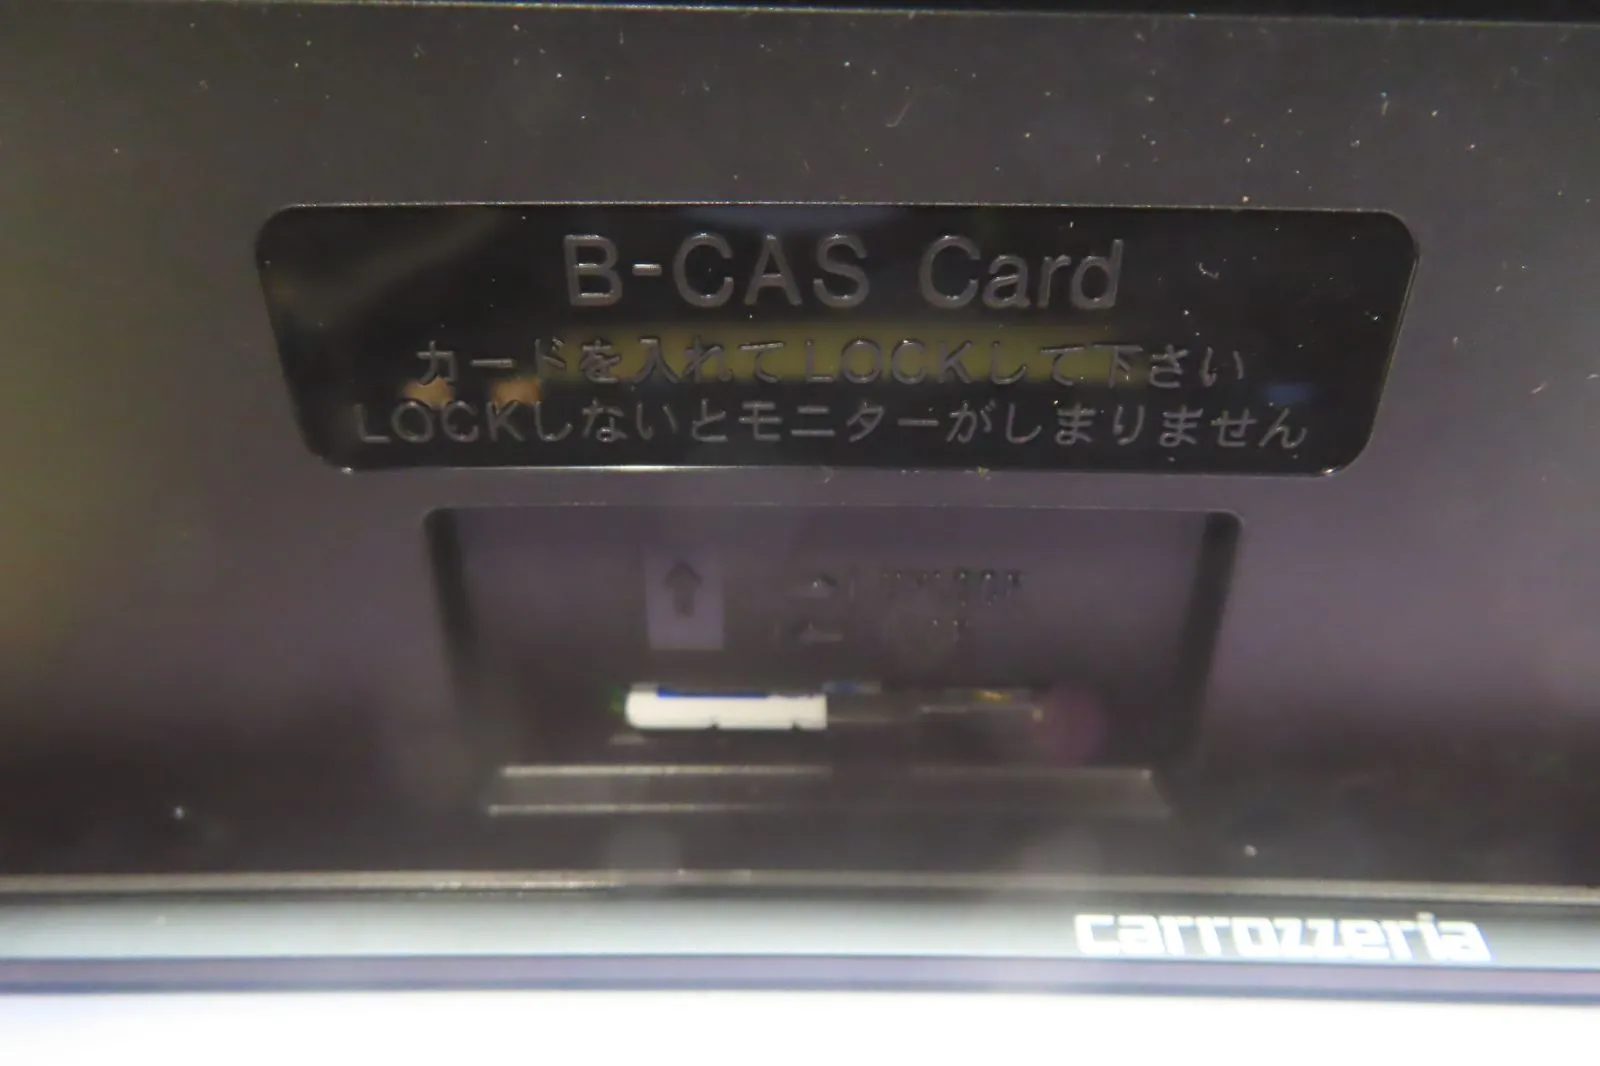 B-CAS Card
カードを入れてLOCKして下さい
LOCKしないとモニターがしまりません
carrozzeria